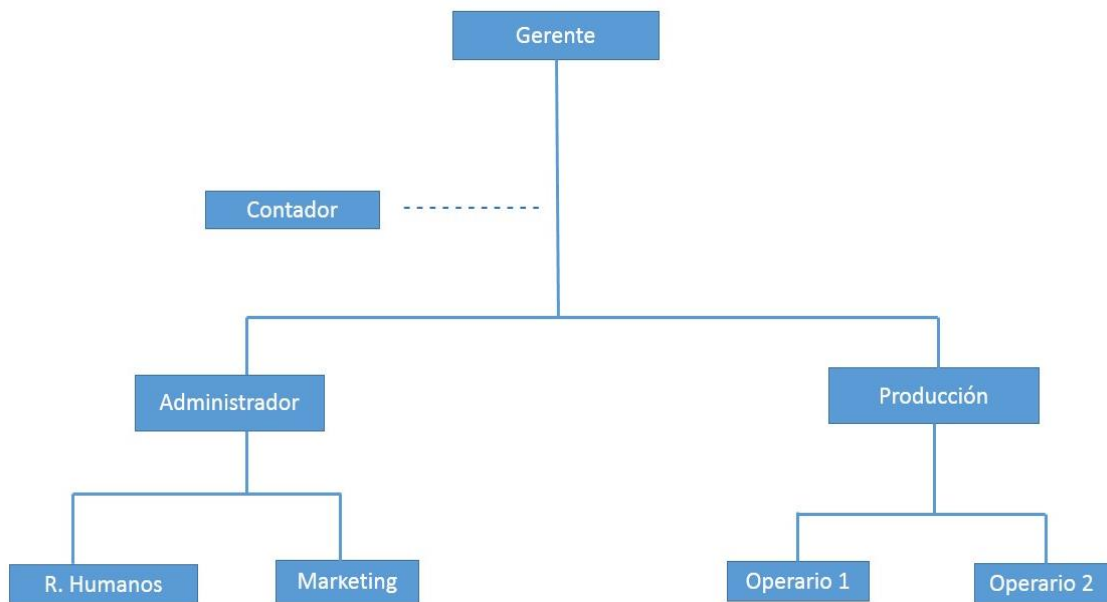 Gerente
Contador
Administrador
Producción
R. Humanos
Marketing
Operario 1
Operario 2